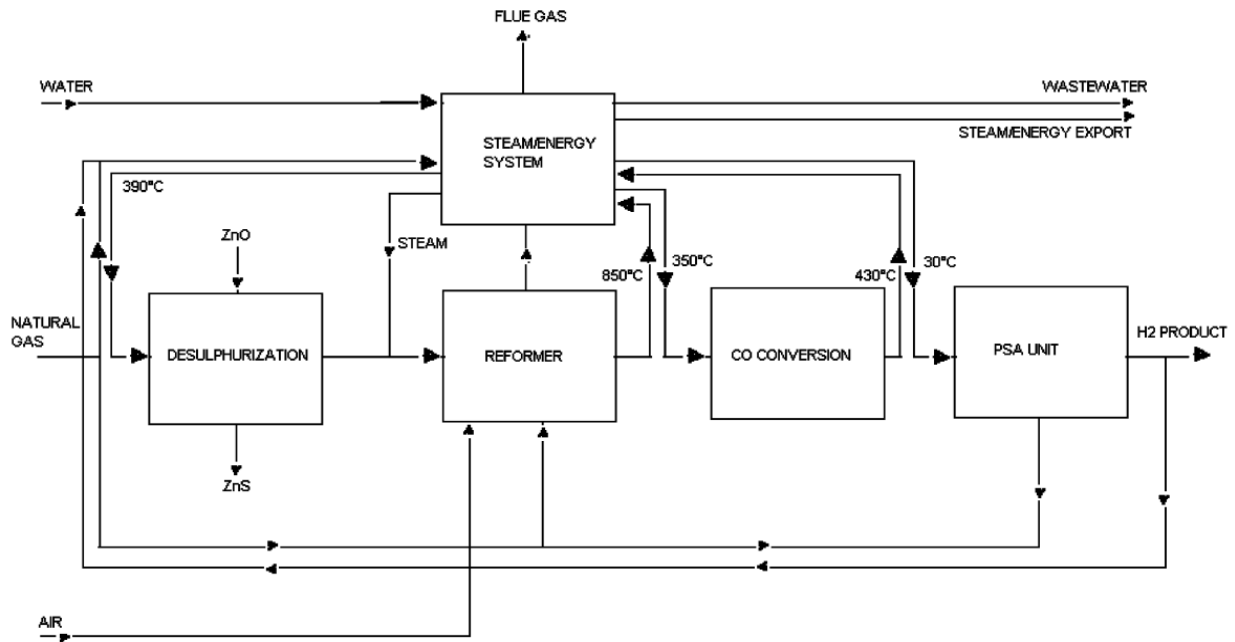 FLUE GAS
WATER
WASTEWATER
STEAM/ENERGY
SYSTEM
STEAM/ENERGY EXPORT
390°C
ZnO
STEAM
850°C
350°C
430°C
30°C
NATURAL
GAS
DESULPHURIZATION
REFORMER
CO CONVERSION
PSA UNIT
H2 PRODUCT
ZnS
AIR